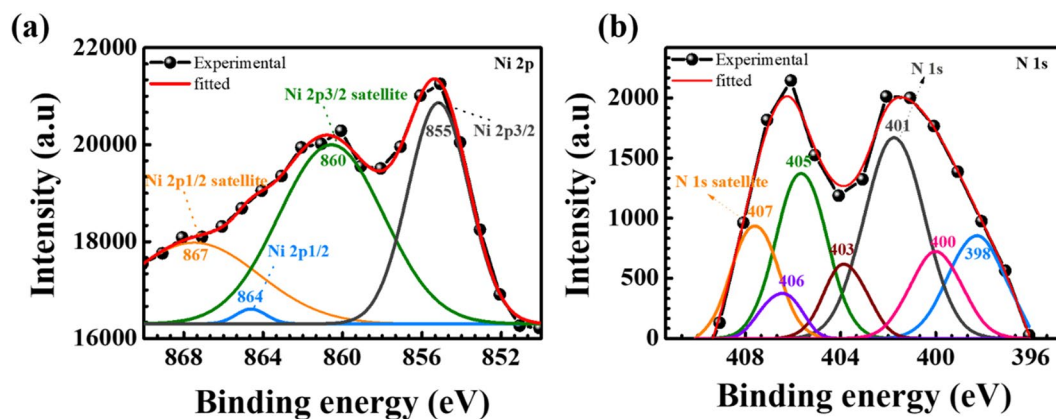 (a)
22000
20000
18000
16000
Intensity (a.u)
Experimental
fitted
Ni 2p
Ni 2p3/2 satellite
860
855
Ni 2p3/2
Ni 2p1/2 satellite
867
Ni 2p1/2
864
868
864
860
856
852
Binding energy (eV)
(b)
2000
1500
1000
500
0
Intensity (a.u)
Experimental
fitted
N 1s
N 1s
401
405
N 1s satellite
407
406
403
400
398
408
404
400
396
Binding energy (eV)